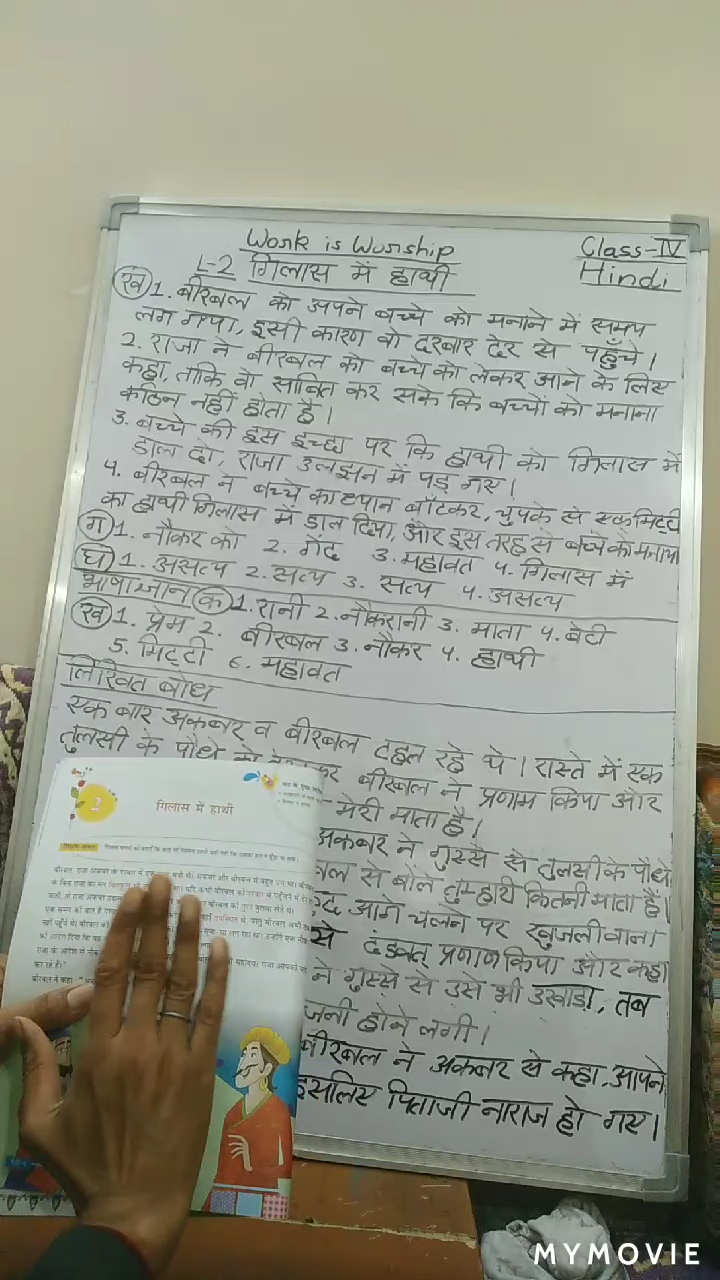 Work is Worship
Class-IV
Hindi
L-2 गिलास में हाथी
(ख) 1. बीरबल को अपने बच्चे को मनाने में समय
लग गया, इसी कारण वो दरबार देर से पहुँचे।
2. राजा ने बीरबल को बच्चे को लेकर आने के लिए
कहा, ताकि वो साबित कर सके कि बच्चों को मनाना
कठिन नहीं होता है।
3. बच्चे की इस इच्छा पर कि हाथी को गिलास में
डाल दो, राजा उलझन में पड़ गए।
4. बीरबल ने बच्चे का ध्यान बाँटकर, चुपके से एक मिट्टी
का हाथी गिलास में डाल दिया, और इस तरह से बच्चे को मनाया
(ग) 1. नौकर को 2. गेंद 3. महावत 4. गिलास में
(घ) 1. असत्य 2. सत्य 3. सत्य 4. असत्य
भाषाज्ञान (क) 1. रानी 2. नौकरानी 3. माता 4. बेटी
(ख) 1. प्रेम 2. बीरबल 3. नौकर 4. हाथी
5. मिट्टी 6. महावत
लिखित बोध
एक बार अकबर व बीरबल टहल रहे थे। रास्ते में एक
तुलसी के पौधे को देखकर बीरबल ने प्रणाम किया और
मेरी माता है।
अकबर ने गुस्से से तुलसी के पौधे
बल से बोले तुम्हारी कितनी माता हैं।
कुछ आगे चलने पर खुजलीवाला
से दंडवत् प्रणाण किया और कहा
ने गुस्से से उसे भी उखाड़ा, तब
जली होने लगी।
बीरबल ने अकबर से कहा, आपने
इसलिए पिताजी नाराज हो गए।
2
गिलास में हाथी
MYMOVIE